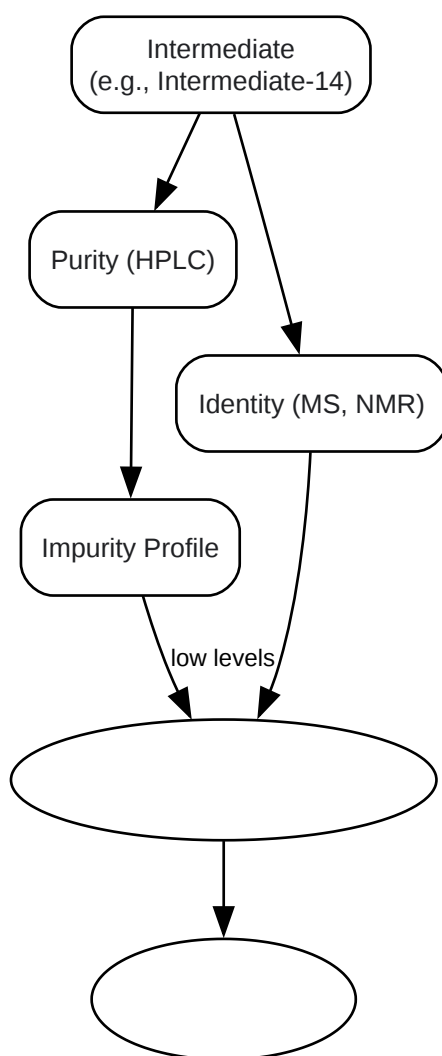 Intermediate
(e.g., Intermediate-14)
Purity (HPLC)
Identity (MS, NMR)
Impurity Profile
low levels